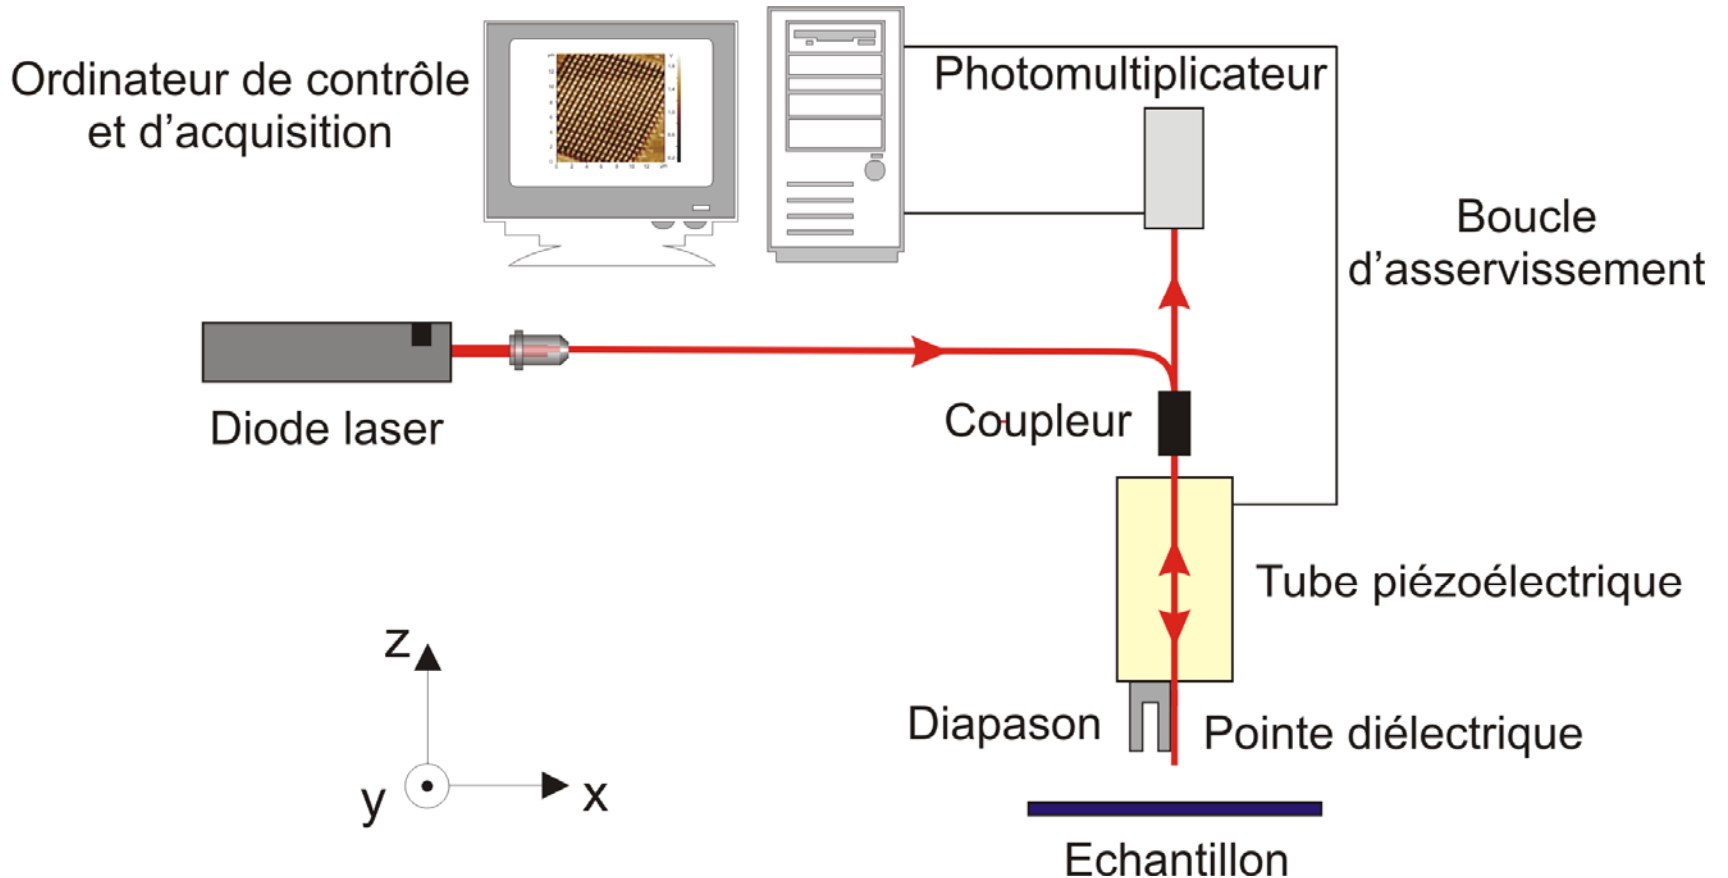 Ordinateur de contrôle
et d'acquisition
Photomultiplicateur
Boucle
d'asservissement
Diode laser
Coupleur
Tube piézoélectrique
Diapason
Pointe diélectrique
Echantillon
z
y
x